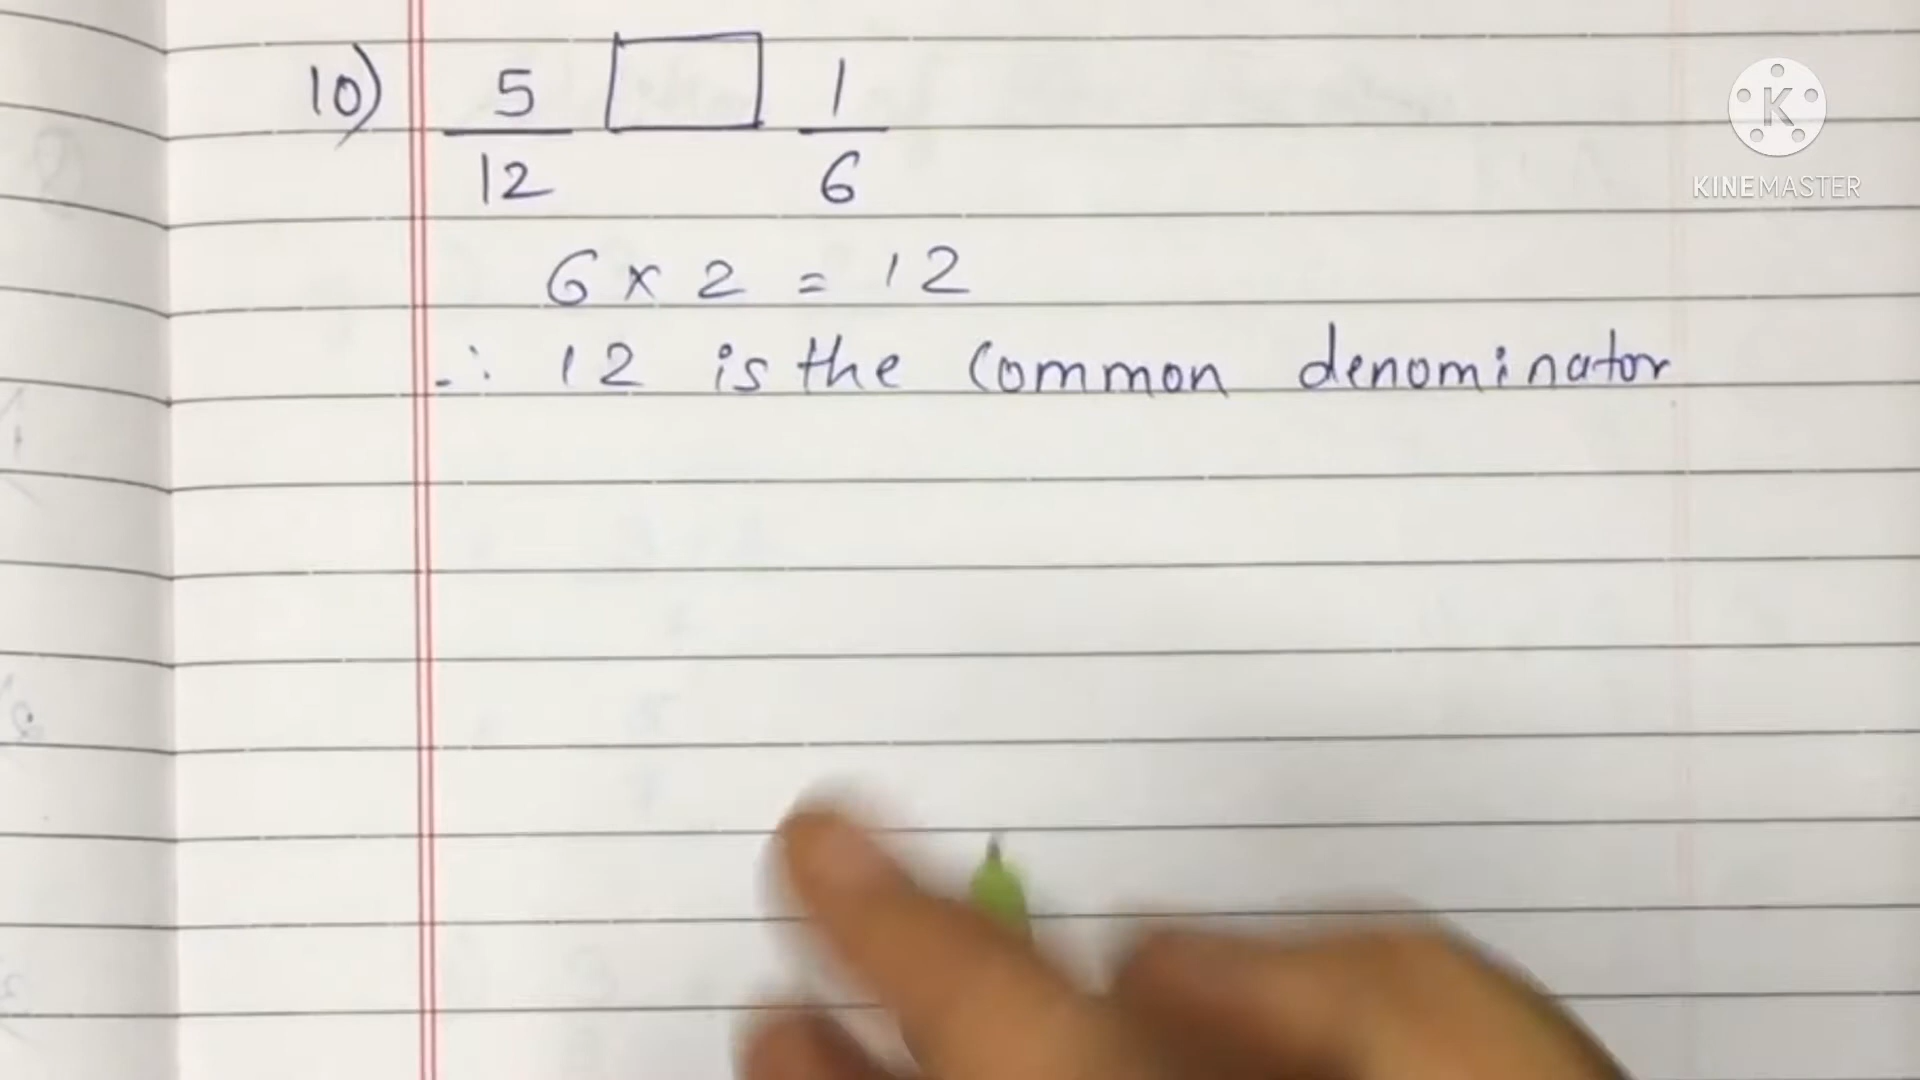 10) 5/12 □ 1/6
6 x 2 = 12
∴ 12 is the common denominator
K
KINEMASTER